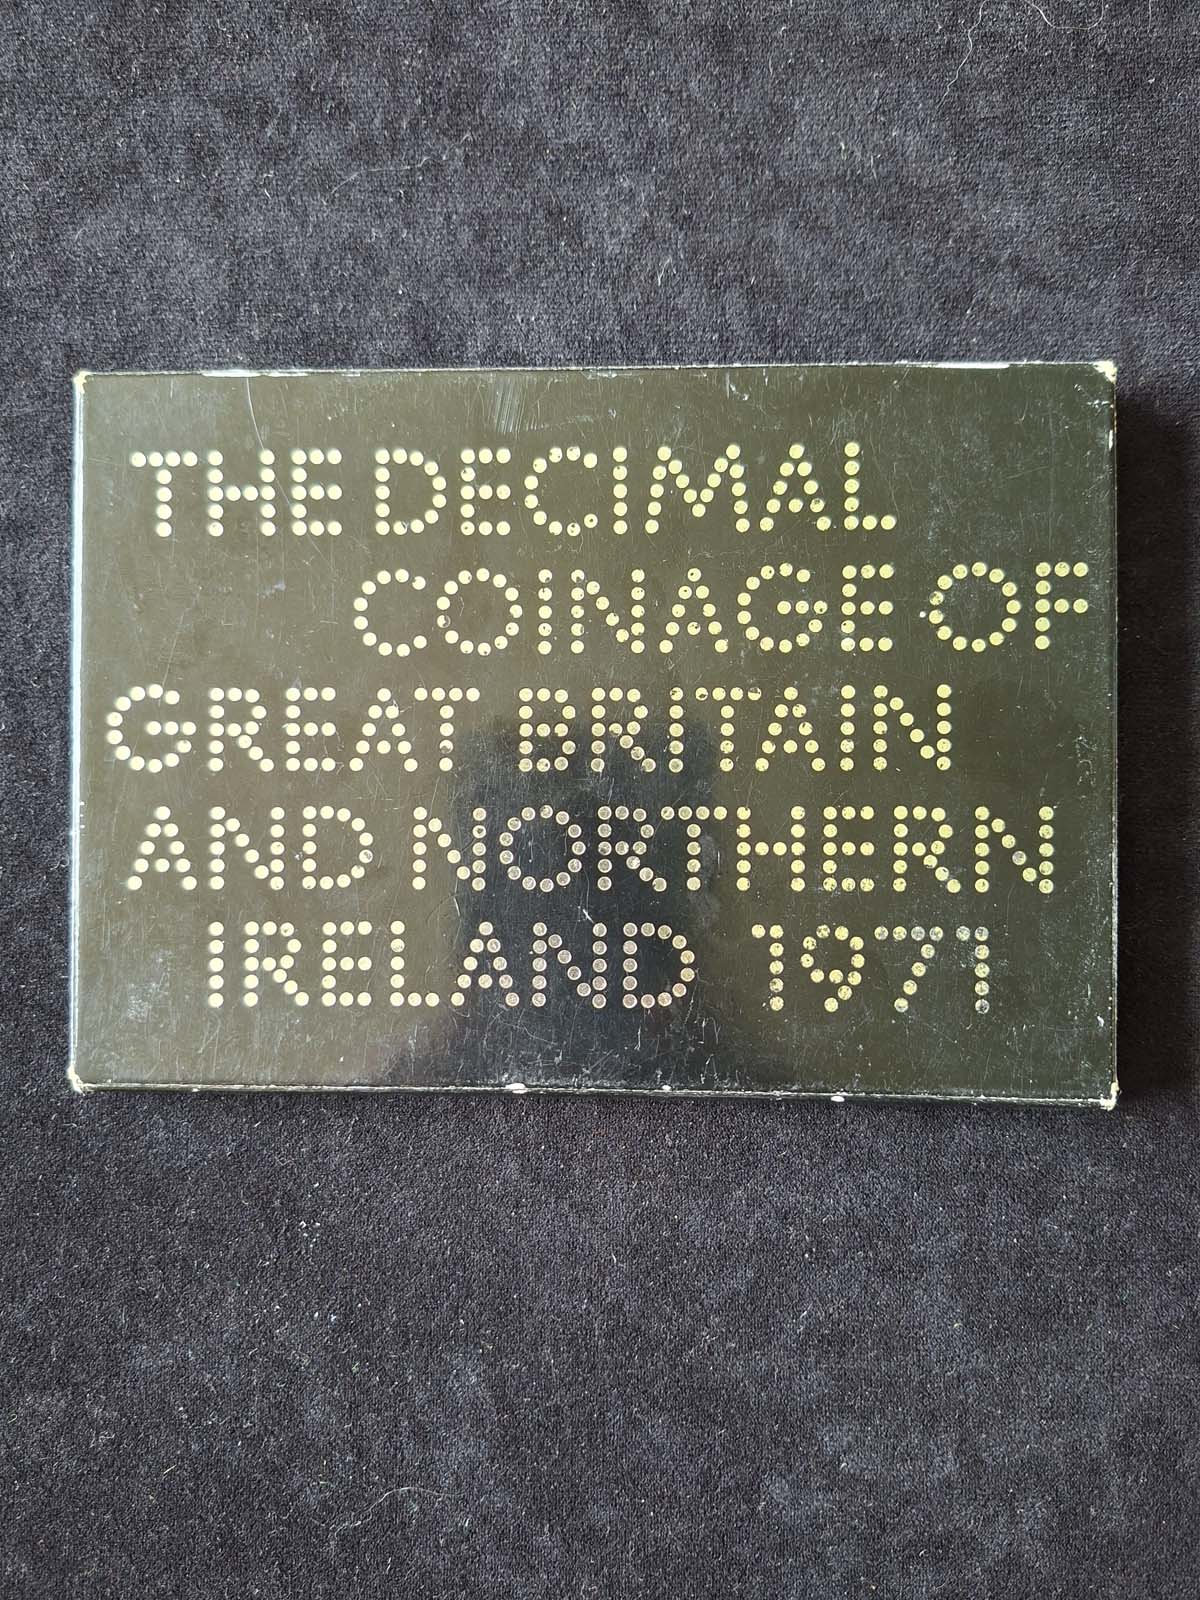 THE DECIMAL
COINAGE OF
GREAT BRITAIN
AND NORTHERN
IRELAND 1971